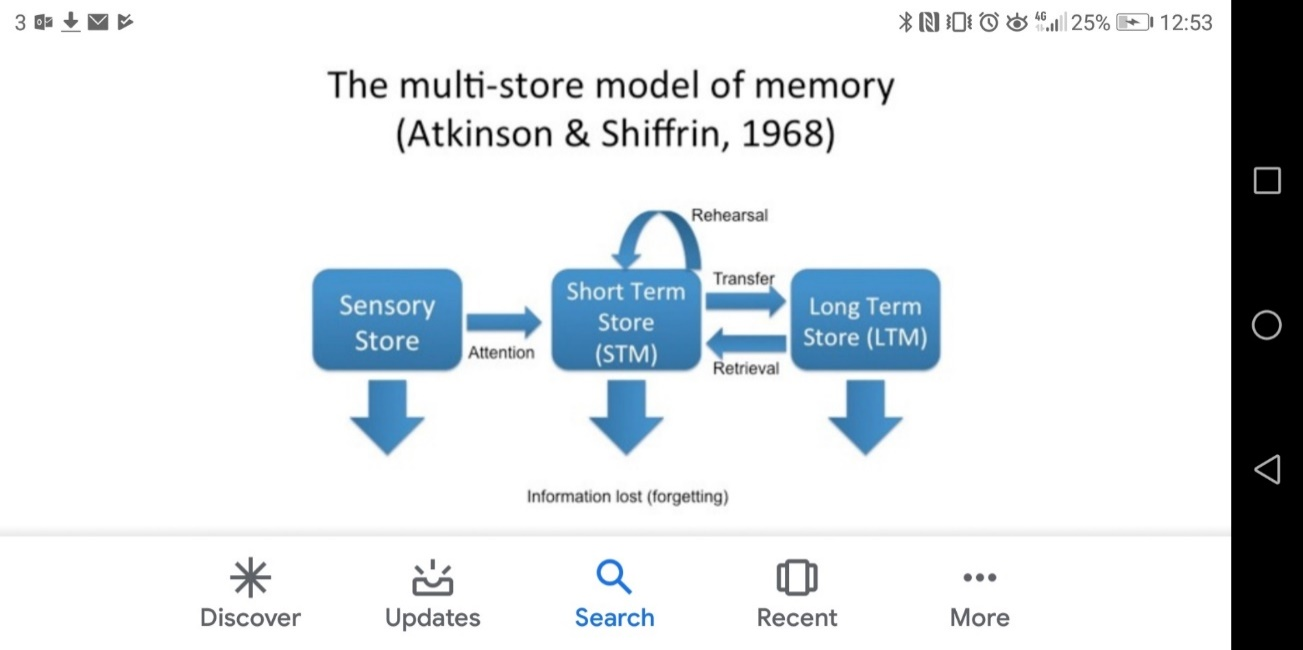 3
4G 25% 12:53
The multi-store model of memory
(Atkinson & Shiffrin, 1968)
Rehearsal
Sensory
Store
Attention
Short Term
Store
(STM)
Transfer
Retrieval
Long Term
Store (LTM)
Information lost (forgetting)
Discover
Updates
Search
Recent
More